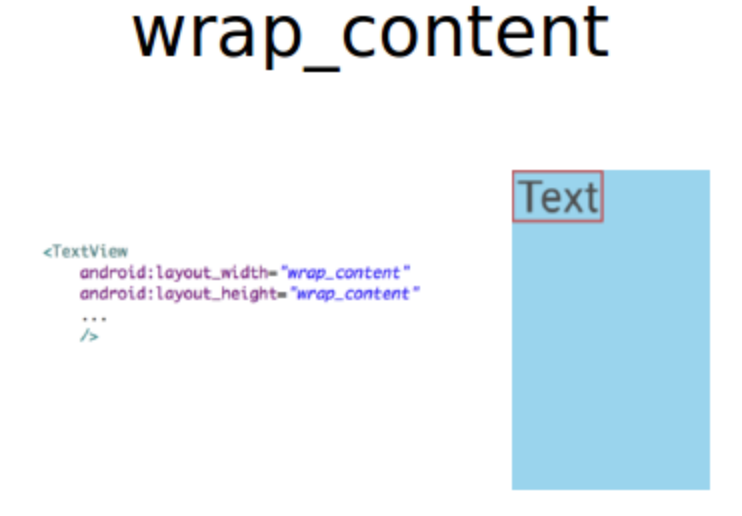 wrap_content
<TextView
android:layout_width="wrap_content"
android:layout_height="wrap_content"
...
/>
Text